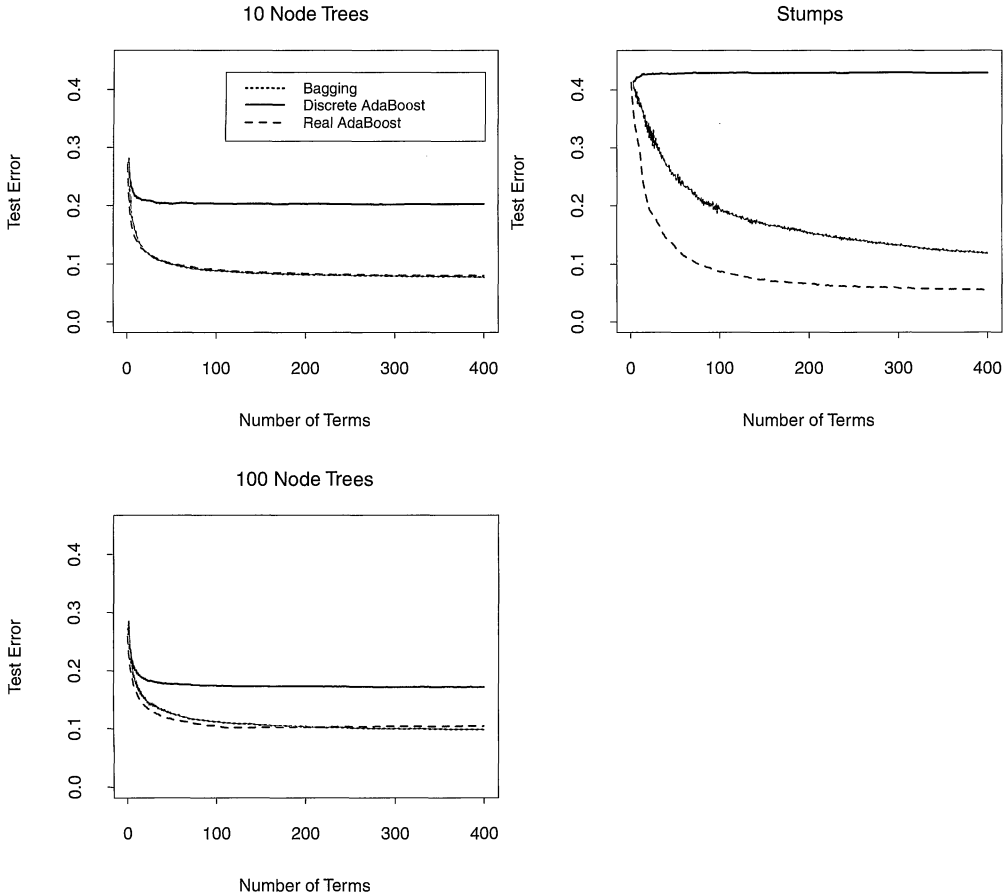 10 Node Trees
Test Error
0.4
0.3
0.2
0.1
0.0
Bagging
Discrete AdaBoost
Real AdaBoost
0 100 200 300 400
Number of Terms
Stumps
Test Error
0.4
0.3
0.2
0.1
0.0
0 100 200 300 400
Number of Terms
100 Node Trees
Test Error
0.4
0.3
0.2
0.1
0.0
0 100 200 300 400
Number of Terms